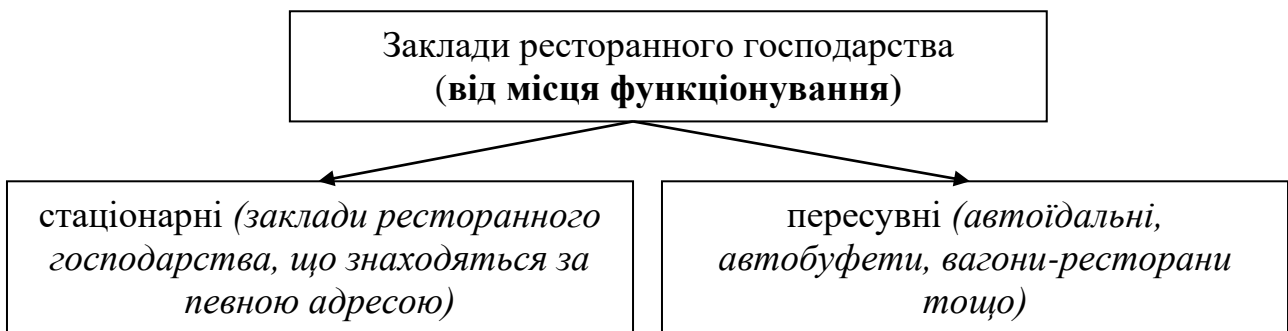 Заклади ресторанного господарства
(від місця функціонування)
стаціонарні (заклади ресторанного
господарства, що знаходяться за
певною адресою)
пересувні (автоїдальні,
автобуфети, вагони-ресторани
тощо)